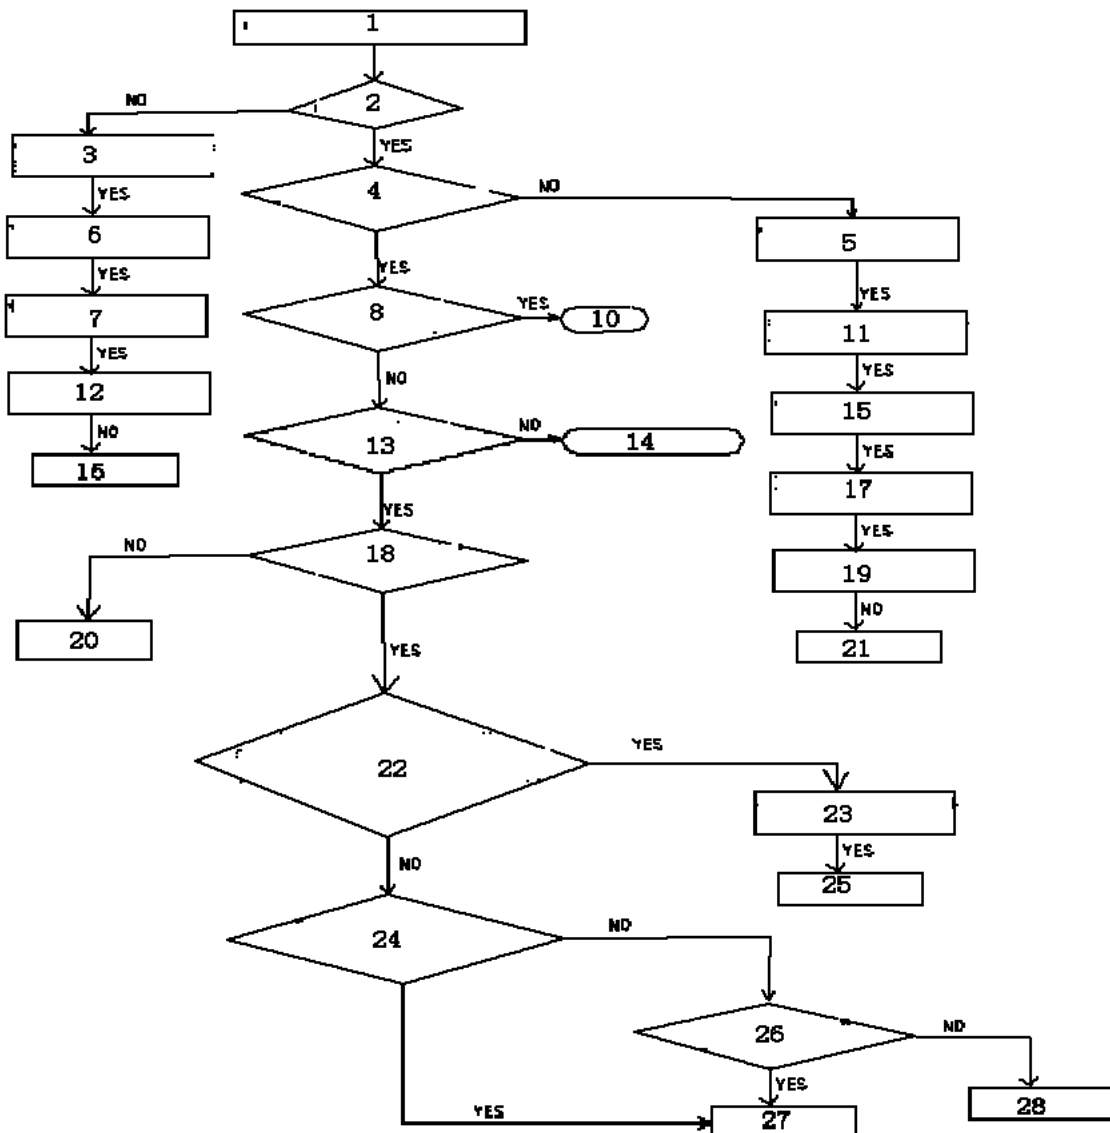 1
NO
2
YES
3
4
NO
YES
6
5
YES
YES
YES
7
8
YES
10
11
YES
NO
YES
12
15
NO
13
NO
14
YES
16
YES
17
NO
18
YES
19
20
YES
NO
21
22
YES
23
NO
YES
25
24
NO
26
NO
YES
YES
27
28